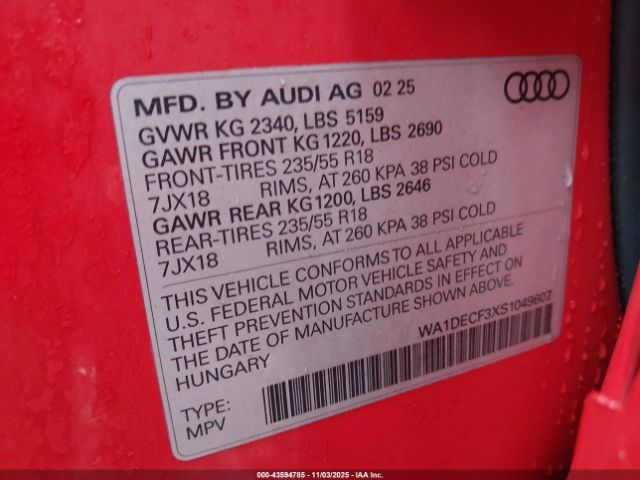 MFD. BY AUDI AG 02 25
GVWR KG 2340, LBS 5159
GAWR FRONT KG 1220, LBS 2690
FRONT-TIRES 235/55 R18
7JX18 RIMS, AT 260 KPA 38 PSI COLD
GAWR REAR KG 1200, LBS 2646
REAR-TIRES 235/55 R18
7JX18 RIMS, AT 260 KPA 38 PSI COLD
THIS VEHICLE CONFORMS TO ALL APPLICABLE
U.S. FEDERAL MOTOR VEHICLE SAFETY AND
THEFT PREVENTION STANDARDS IN EFFECT ON
THE DATE OF MANUFACTURE SHOWN ABOVE.
HUNGARY
WA1DECF3XS1049607
TYPE:
MPV
000-43594785 - 11/03/2025 - IAA Inc.